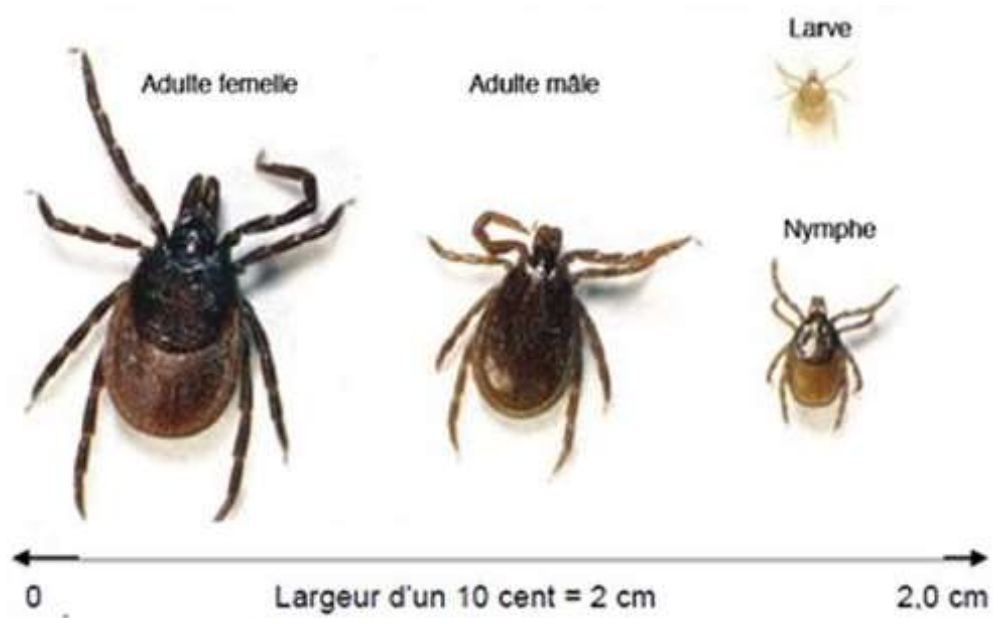 Larve
Adulte femelle
Adulte mâle
Nymphe
0
Largeur d'un 10 cent = 2 cm
2,0 cm